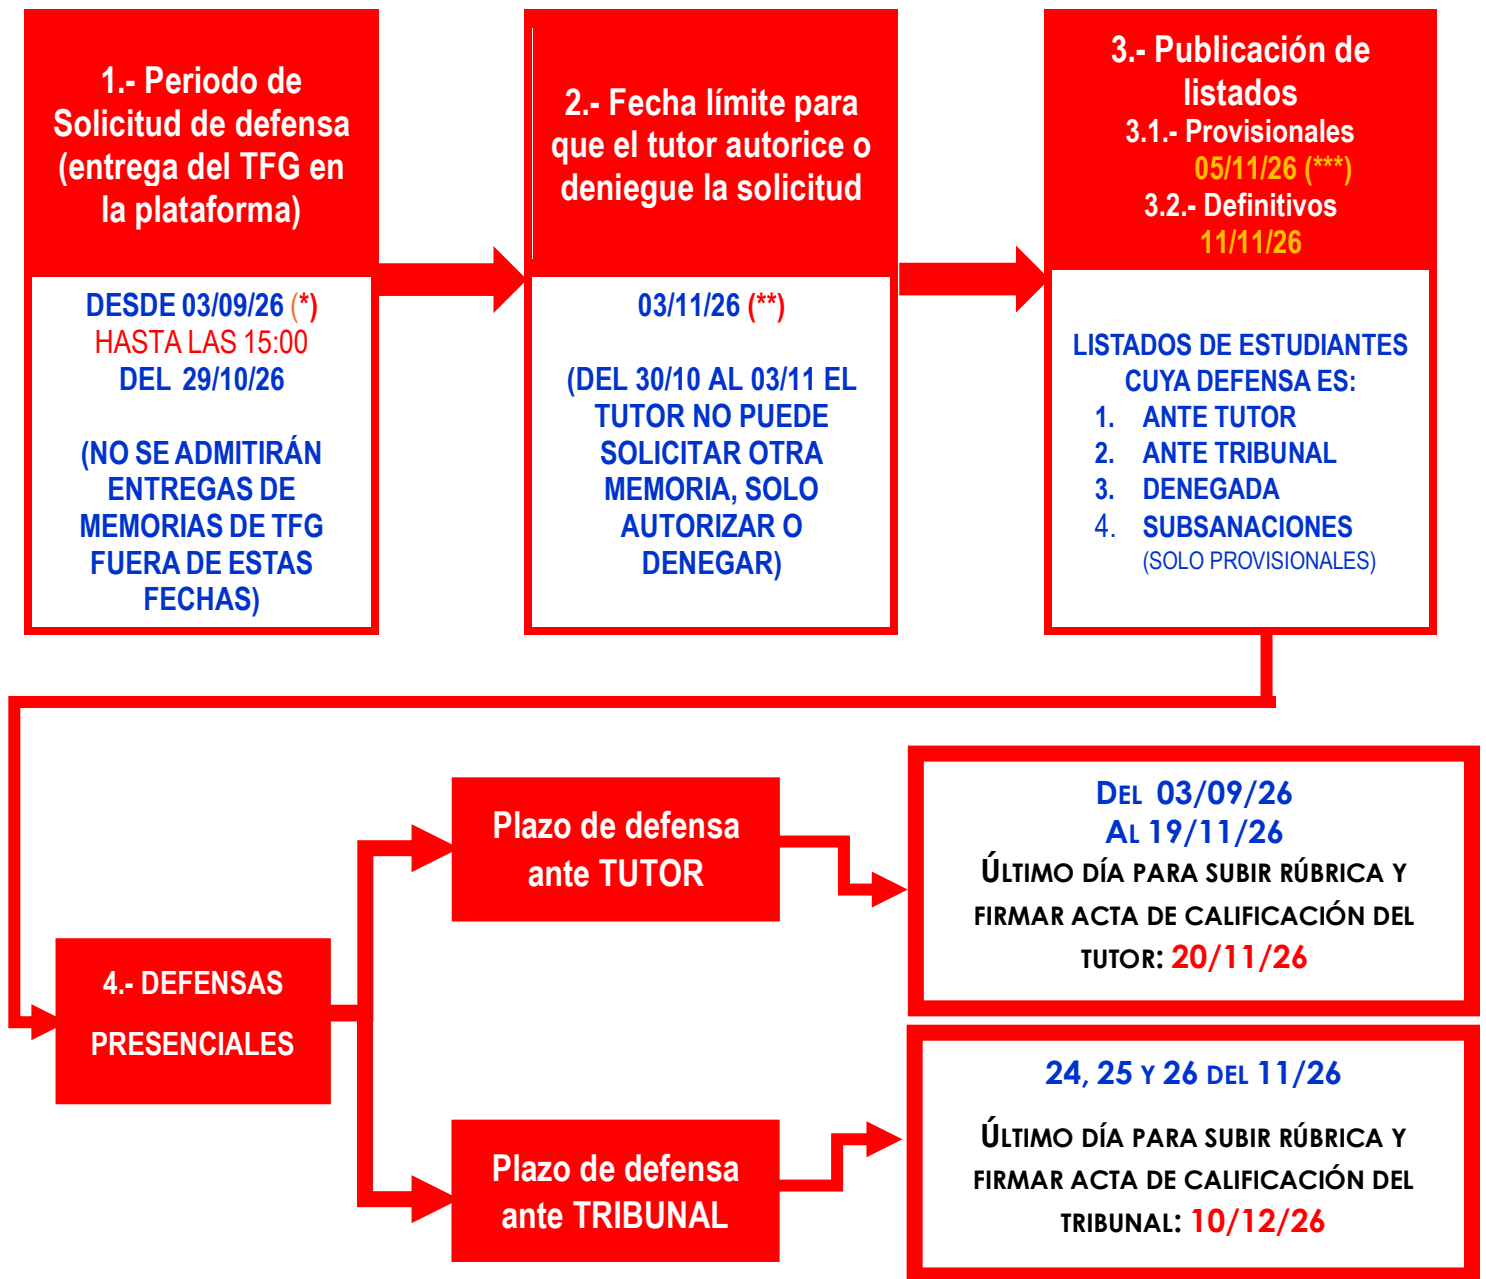 1.- Periodo de
Solicitud de defensa
(entrega del TFG en
la plataforma)
DESDE 03/09/26 (*)
HASTA LAS 15:00
DEL 29/10/26
(NO SE ADMITIRÁN
ENTREGAS DE
MEMORIAS DE TFG
FUERA DE ESTAS
FECHAS)
2.- Fecha límite para
que el tutor autorice o
deniegue la solicitud
03/11/26 (**)
(DEL 30/10 AL 03/11 EL
TUTOR NO PUEDE
SOLICITAR OTRA
MEMORIA, SOLO
AUTORIZAR O
DENEGAR)
3.- Publicación de
listados
3.1.- Provisionales
05/11/26 (***)
3.2.- Definitivos
11/11/26
LISTADOS DE ESTUDIANTES
CUYA DEFENSA ES:
1. ANTE TUTOR
2. ANTE TRIBUNAL
3. DENEGADA
4. SUBSANACIONES
(SOLO PROVISIONALES)
4.- DEFENSAS
PRESENCIALES
Plazo de defensa
ante TUTOR
DEL 03/09/26
AL 19/11/26
ÚLTIMO DÍA PARA SUBIR RÚBRICA Y
FIRMAR ACTA DE CALIFICACIÓN DEL
TUTOR: 20/11/26
Plazo de defensa
ante TRIBUNAL
24, 25 Y 26 DEL 11/26
ÚLTIMO DÍA PARA SUBIR RÚBRICA Y
FIRMAR ACTA DE CALIFICACIÓN DEL
TRIBUNAL: 10/12/26